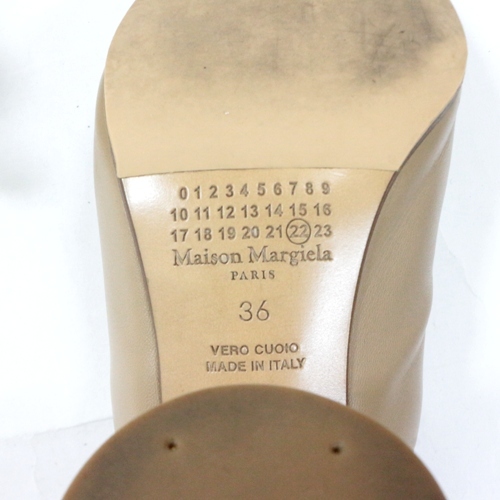 0 1 2 3 4 5 6 7 8 9
10 11 12 13 14 15 16
17 18 19 20 21 22 23
Maison Margiela
PARIS
36
VERO CUOIO
MADE IN ITALY